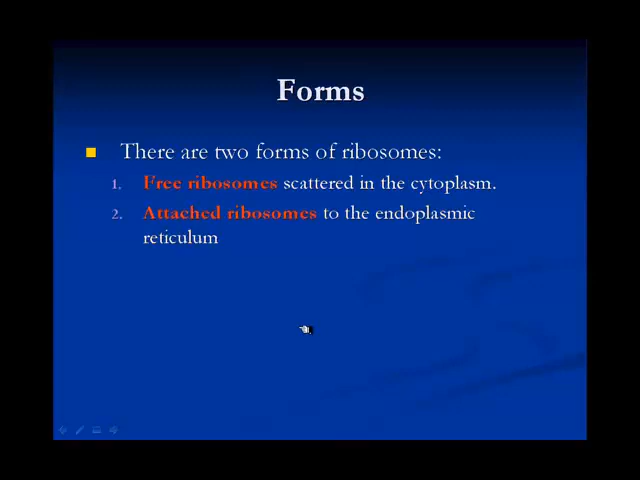 Forms
There are two forms of ribosomes:
1. Free ribosomes scattered in the cytoplasm.
2. Attached ribosomes to the endoplasmic
reticulum